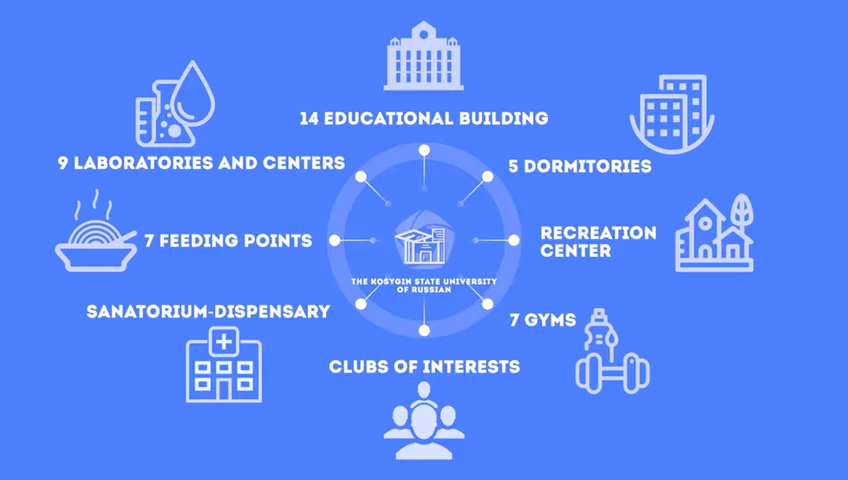 14 EDUCATIONAL BUILDING
9 LABORATORIES AND CENTERS
5 DORMITORIES
7 FEEDING POINTS
RECREATION
CENTER
THE KOSYGIN STATE UNIVERSITY
OF RUSSIAN
SANATORIUM-DISPENSARY
7 GYMS
CLUBS OF INTERESTS